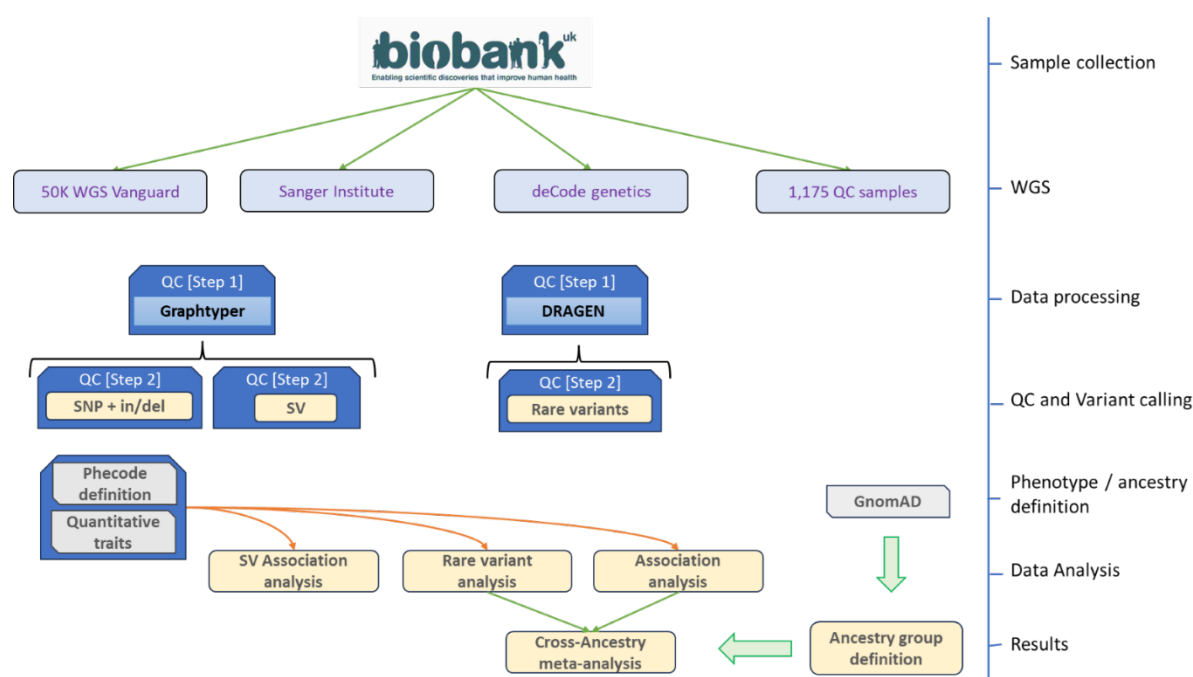 biobank uk
Enabling scientific discoveries that improve human health
Sample collection
50K WGS Vanguard
Sanger Institute
deCode genetics
1,175 QC samples
WGS
QC [Step 1]
Graphtyper
QC [Step 1]
DRAGEN
Data processing
QC [Step 2]
SNP + in/del
QC [Step 2]
SV
QC [Step 2]
Rare variants
QC and Variant calling
Phecode
definition
Quantitative
traits
GnomAD
Phenotype / ancestry
definition
SV Association
analysis
Rare variant
analysis
Association
analysis
Data Analysis
Cross-Ancestry
meta-analysis
Ancestry group
definition
Results